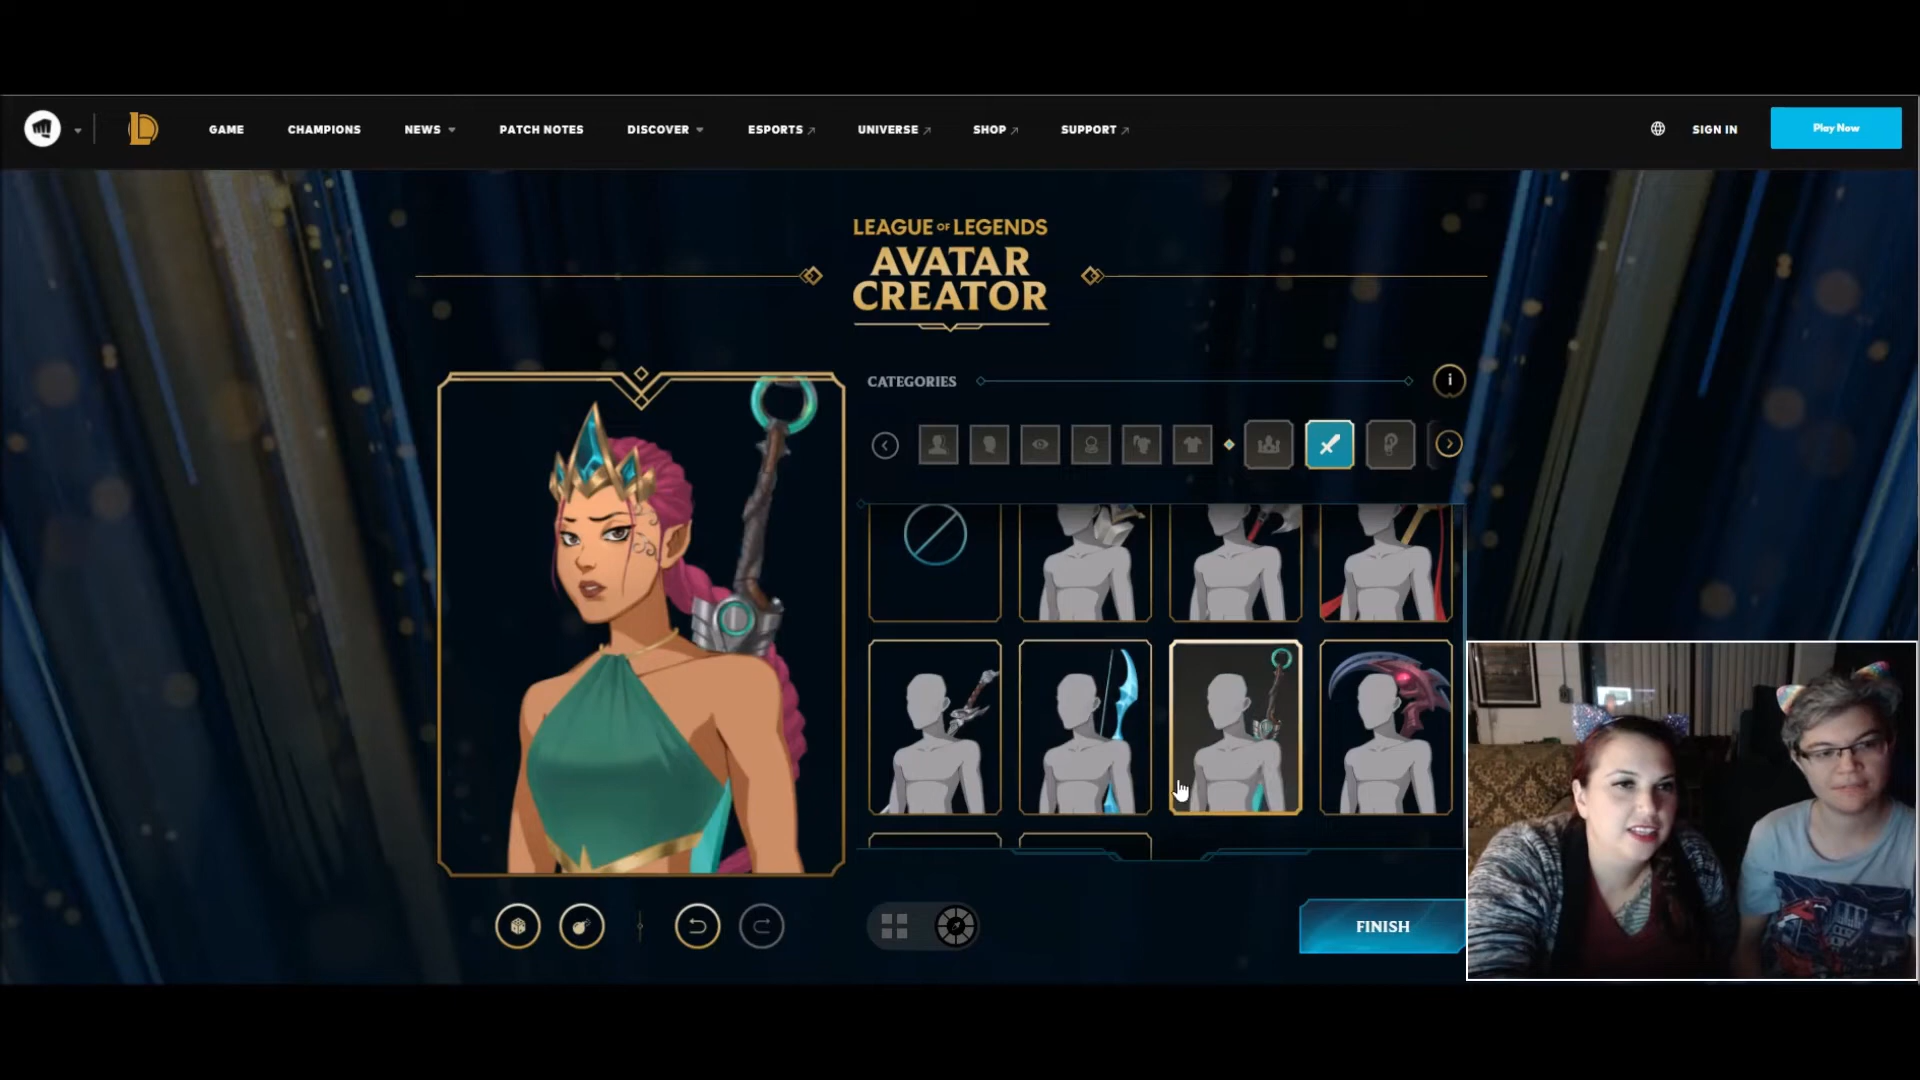 GAME CHAMPIONS NEWS PATCH NOTES DISCOVER ESPORTS UNIVERSE SHOP SUPPORT SIGN IN Play Now
LEAGUE OF LEGENDS
AVATAR
CREATOR
CATEGORIES
i
FINISH